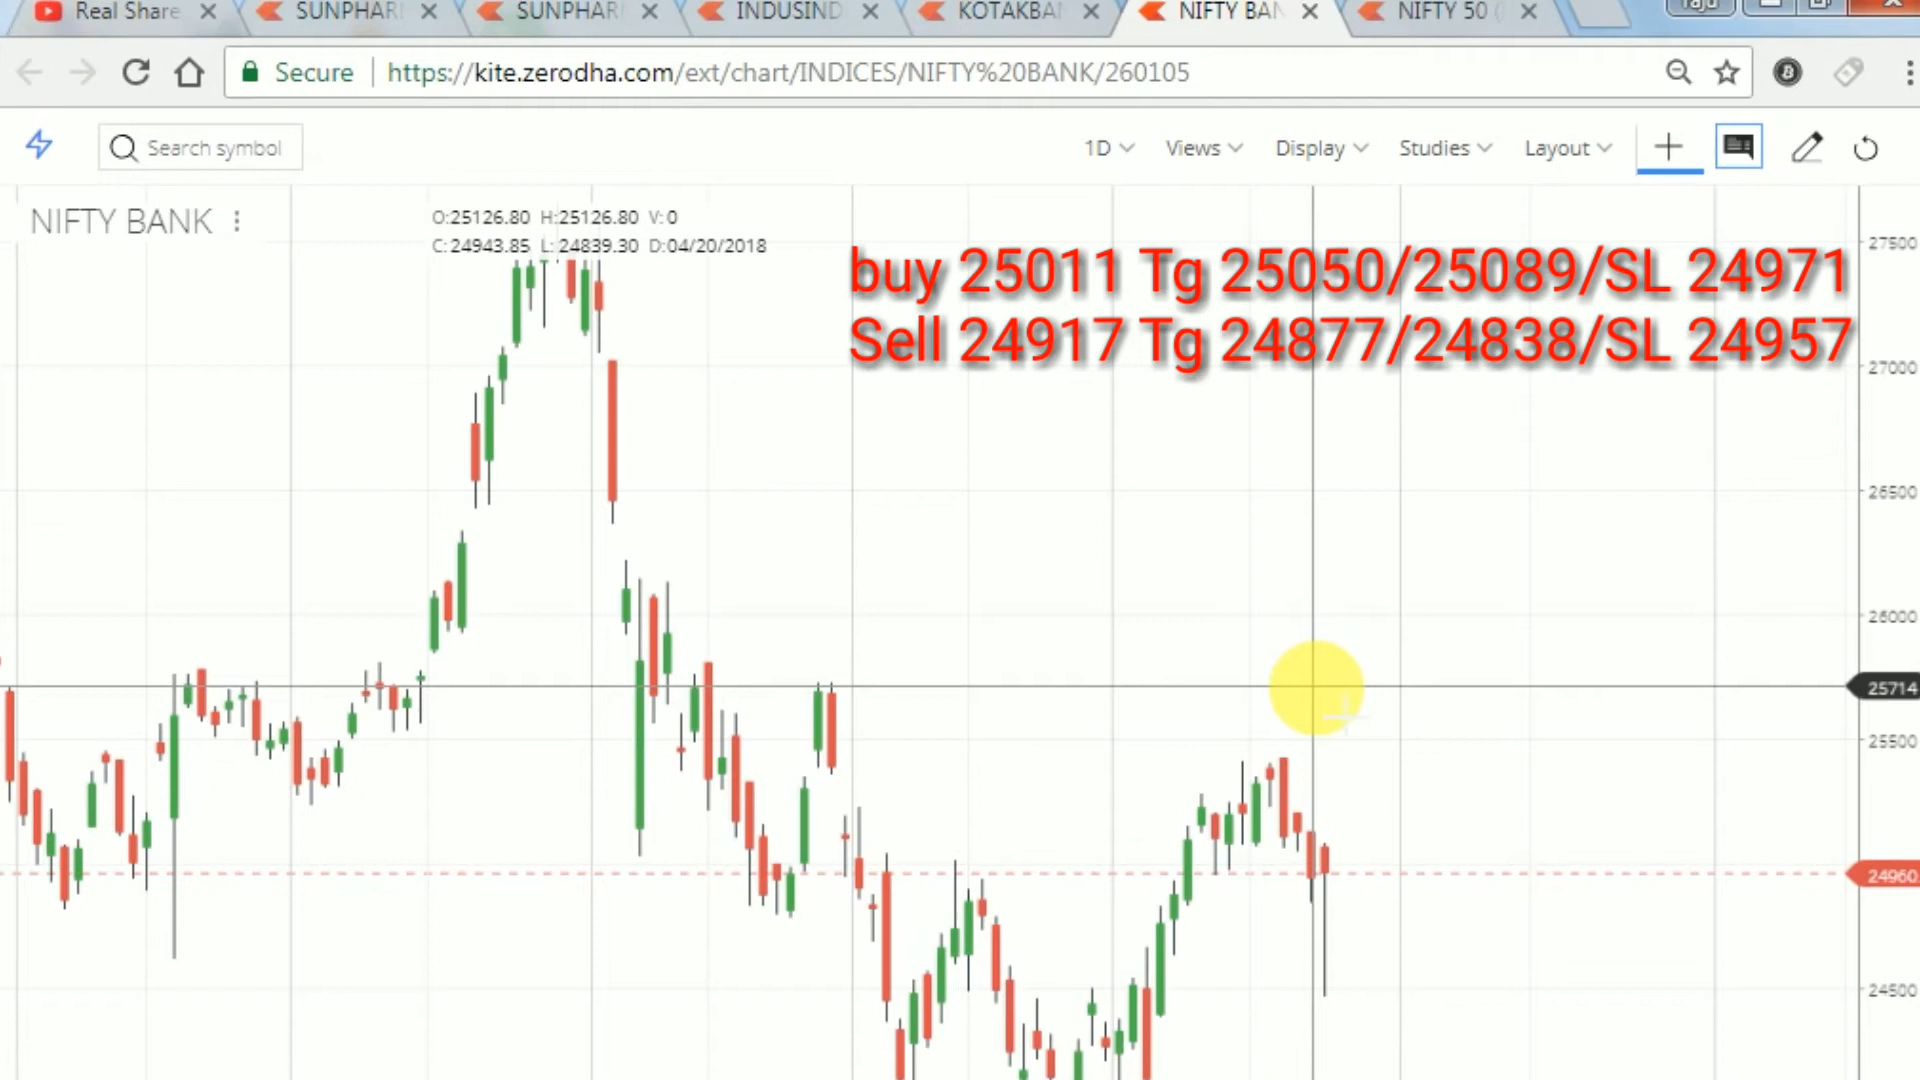 Real Share
SUNPHAR
SUNPHAR
INDUSIND
KOTAKBA
NIFTY BAN
NIFTY 50
Secure
https://kite.zerodha.com/ext/chart/INDICES/NIFTY%20BANK/260105
Search symbol
1D
Views
Display
Studies
Layout
NIFTY BANK
O:25126.80 H:25126.80 V:0
C:24943.85 L:24839.30 D:04/20/2018
buy 25011 Tg 25050/25089/SL 24971
Sell 24917 Tg 24877/24838/SL 24957
27500
27000
26500
26000
25714
25500
24960
24500